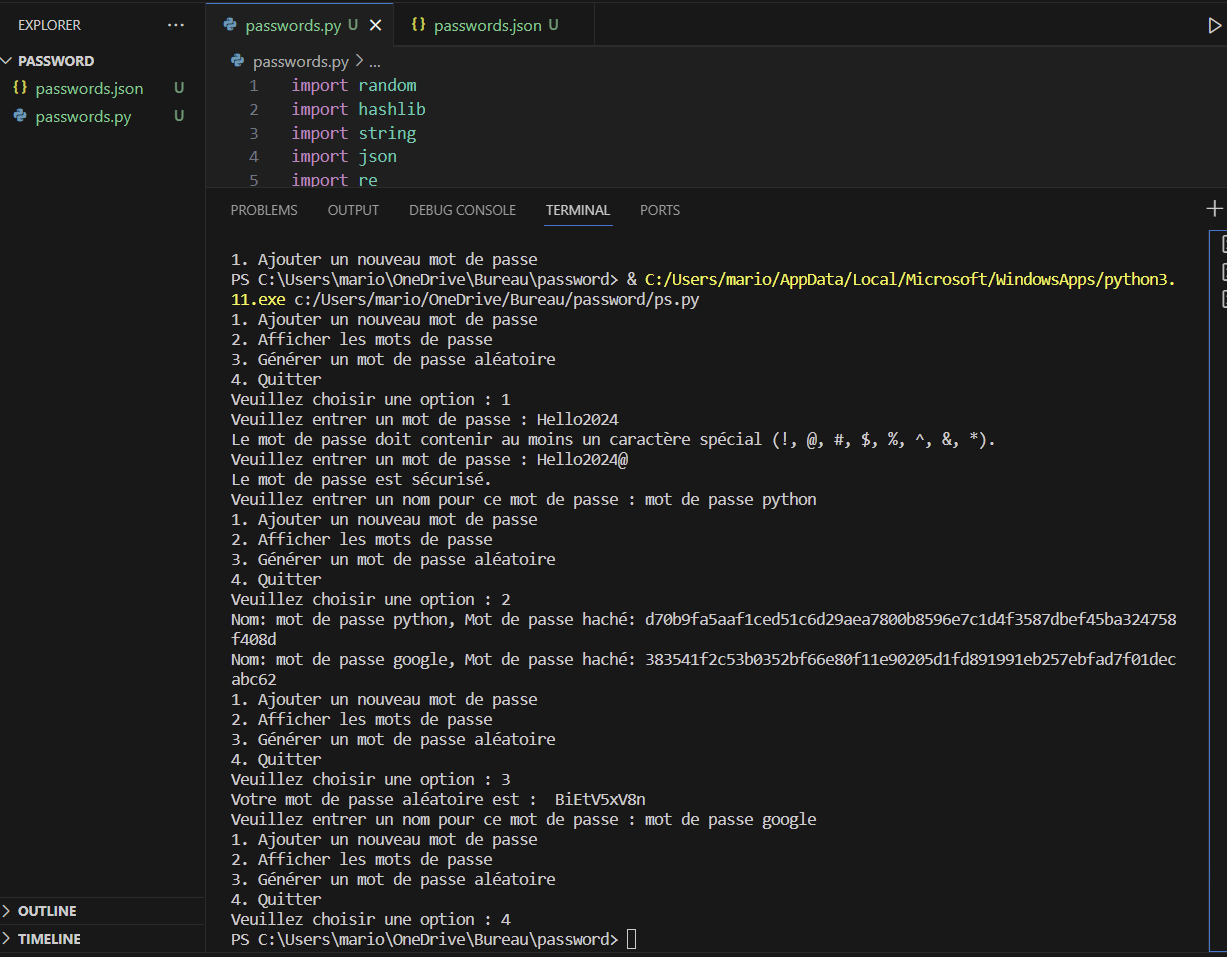 EXPLORER
...
PASSWORD
passwords.json U
passwords.py U
OUTLINE
TIMELINE
passwords.py U
passwords.json U
passwords.py > ...
1 import random
2 import hashlib
3 import string
4 import json
5 import re
PROBLEMS OUTPUT DEBUG CONSOLE TERMINAL PORTS
1. Ajouter un nouveau mot de passe
PS C:\Users\mario\OneDrive\Bureau\password> & C:/Users/mario/AppData/Local/Microsoft/WindowsApps/python3.
11.exe c:/Users/mario/OneDrive/Bureau/password/ps.py
1. Ajouter un nouveau mot de passe
2. Afficher les mots de passe
3. Générer un mot de passe aléatoire
4. Quitter
Veuillez choisir une option : 1
Veuillez entrer un mot de passe : Hello2024
Le mot de passe doit contenir au moins un caractère spécial (!, @, #, $, %, ^, &, *).
Veuillez entrer un mot de passe : Hello2024@
Le mot de passe est sécurisé.
Veuillez entrer un nom pour ce mot de passe : mot de passe python
1. Ajouter un nouveau mot de passe
2. Afficher les mots de passe
3. Générer un mot de passe aléatoire
4. Quitter
Veuillez choisir une option : 2
Nom: mot de passe python, Mot de passe haché: d70b9fa5aaf1ced51c6d29aea7800b8596e7c1d4f3587dbef45ba324758
f408d
Nom: mot de passe google, Mot de passe haché: 383541f2c53b0352bf66e80f11e90205d1fd891991eb257ebfad7f01dec
abc62
1. Ajouter un nouveau mot de passe
2. Afficher les mots de passe
3. Générer un mot de passe aléatoire
4. Quitter
Veuillez choisir une option : 3
Votre mot de passe aléatoire est :  BiEtV5xV8n
Veuillez entrer un nom pour ce mot de passe : mot de passe google
1. Ajouter un nouveau mot de passe
2. Afficher les mots de passe
3. Générer un mot de passe aléatoire
4. Quitter
Veuillez choisir une option : 4
PS C:\Users\mario\OneDrive\Bureau\password>